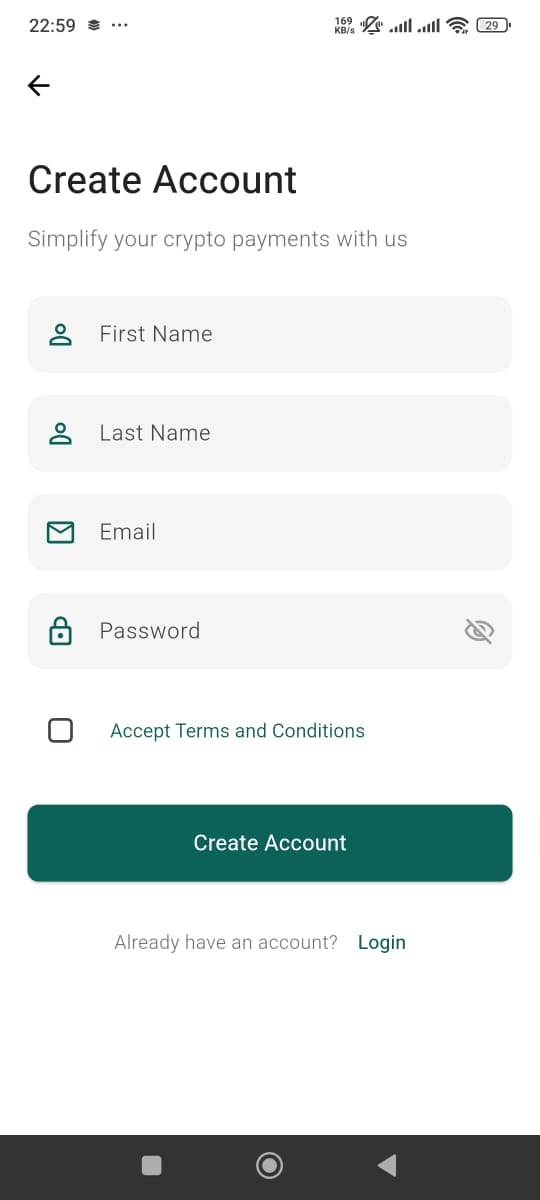 22:59 169 KB/s 29
Create Account
Simplify your crypto payments with us
First Name
Last Name
Email
Password
Accept Terms and Conditions
Create Account
Already have an account? Login